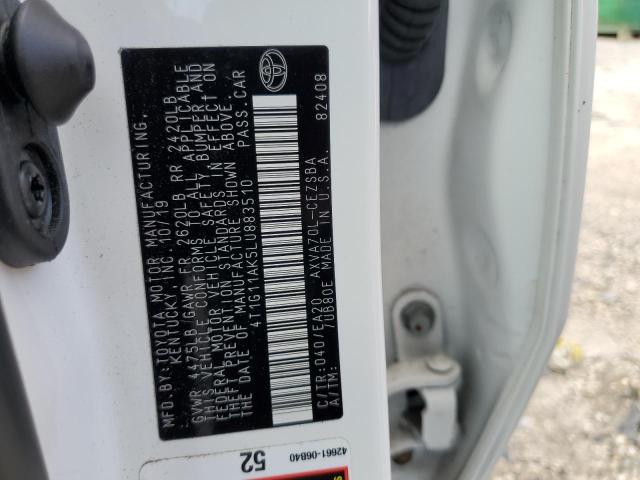 MFD.BY:TOYOTA MOTOR MANUFACTURING,
KENTUCKY, INC. 10/19
GVWR 4475LB/GAWR FR 2620LB RR 2420LB
THIS VEHICLE CONFORMS TO ALL APPLICABLE
FEDERAL MOTOR VEHICLE SAFETY, BUMPER, AND
THEFT PREVENTION STANDARDS IN EFFECT ON
THE DATE OF MANUFACTURE SHOWN ABOVE.
4T1G11AK5LU883510 PASS.CAR
C/TR:040/EA20 AXVA70L-CEZSBA
A/TM: /UB80E MADE IN U.S.A. 82408
42661-06B40
52